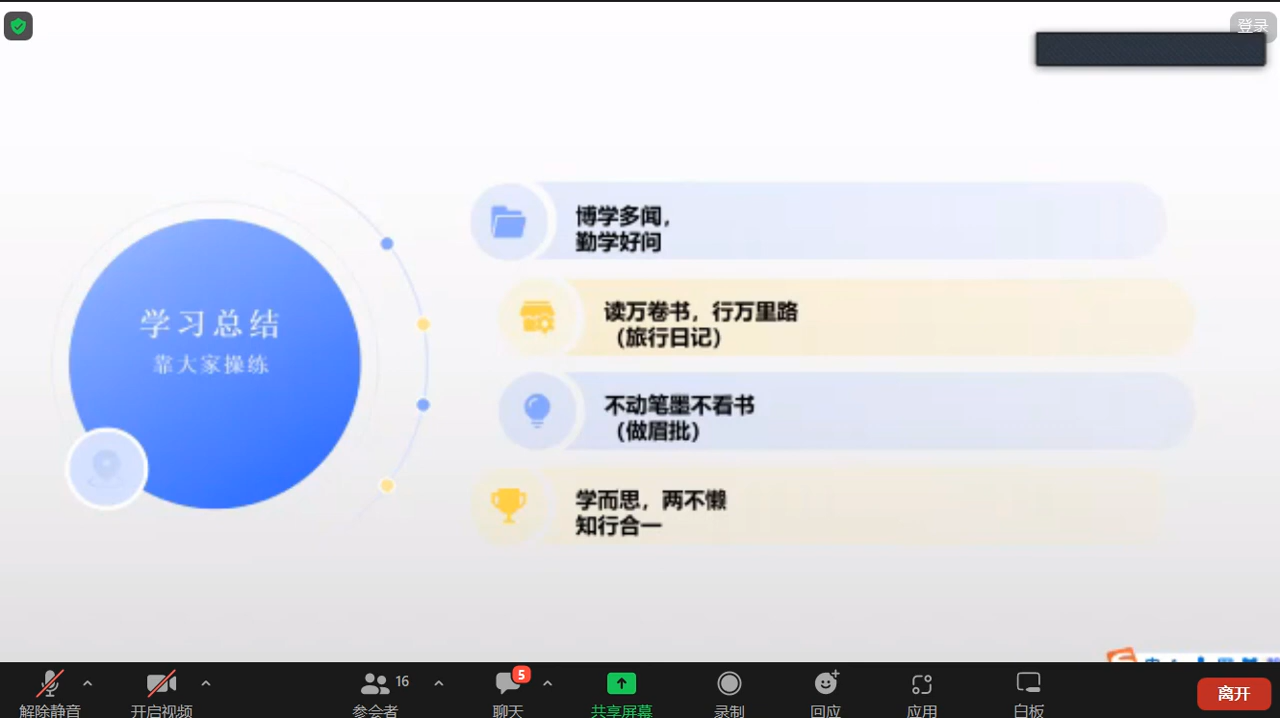 登录
学习总结
靠大家操练
博学多闻，
勤学好问
读万卷书，行万里路
（旅行日记）
不动笔墨不看书
（做眉批）
学而思，两不懒
知行合一
16
5
解除静音
开启视频
参会者
聊天
共享屏幕
录制
回应
应用
白板
离开